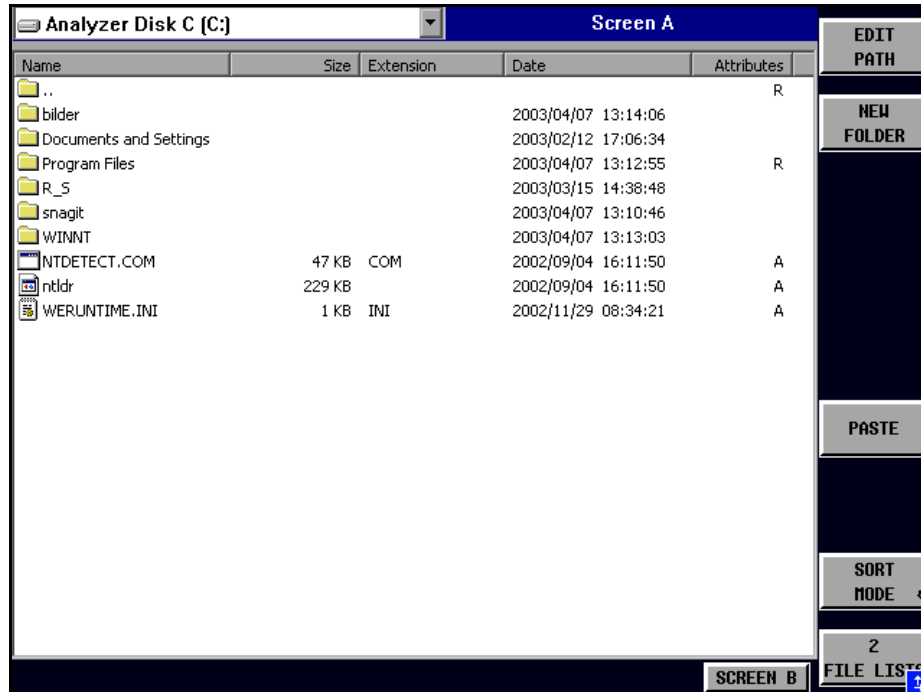 Analyzer Disk C (C:) Screen A
Name Size Extension Date Attributes
.. R
bilder 2003/04/07 13:14:06
Documents and Settings 2003/02/12 17:06:34
Program Files 2003/04/07 13:12:55 R
R_S 2003/03/15 14:38:48
snagit 2003/04/07 13:10:46
WINNT 2003/04/07 13:13:03
NTDETECT.COM 47 KB COM 2002/09/04 16:11:50 A
ntldr 229 KB 2002/09/04 16:11:50 A
WERUNTIME.INI 1 KB INI 2002/11/29 08:34:21 A
SCREEN B
EDIT
PATH
NEW
FOLDER
PASTE
SORT
MODE
2
FILE LISTS